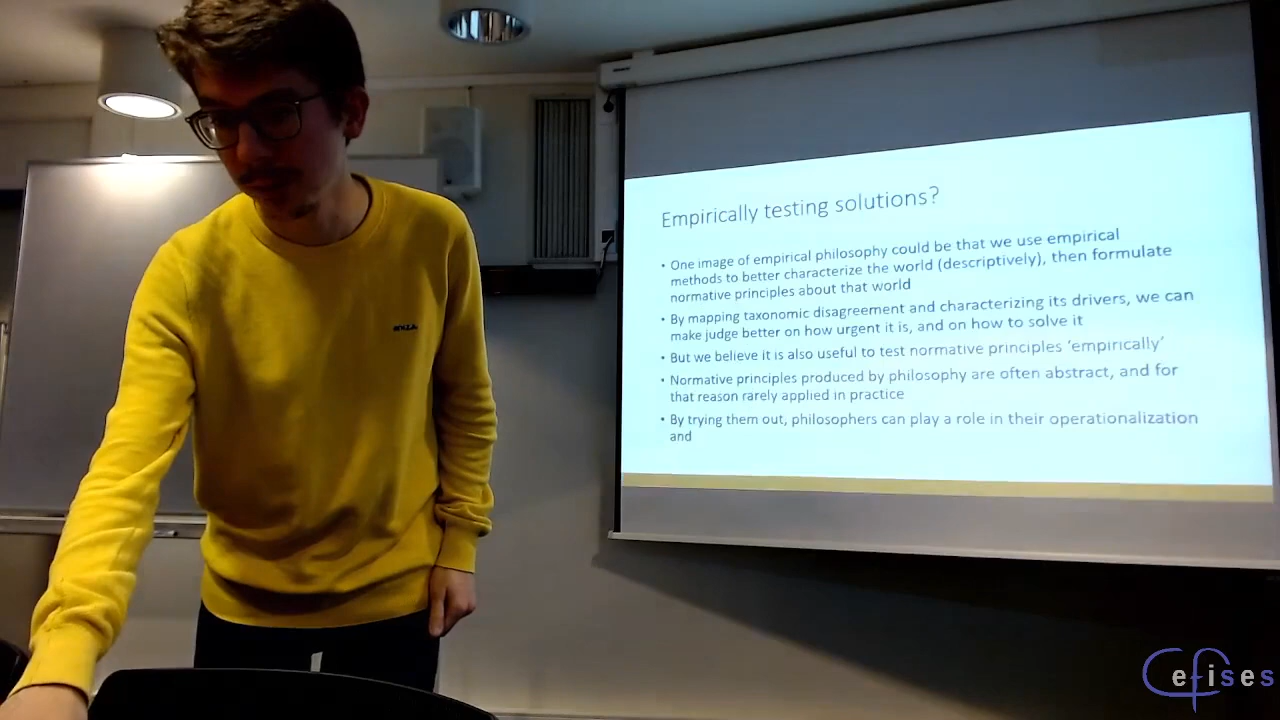 Empirically testing solutions?
• One image of empirical philosophy could be that we use empirical
methods to better characterize the world (descriptively), then formulate
normative principles about that world
• By mapping taxonomic disagreement and characterizing its drivers, we can
make judge better on how urgent it is, and on how to solve it
• But we believe it is also useful to test normative principles ‘empirically’
• Normative principles produced by philosophy are often abstract, and for
that reason rarely applied in practice
• By trying them out, philosophers can play a role in their operationalization
and
Cefises